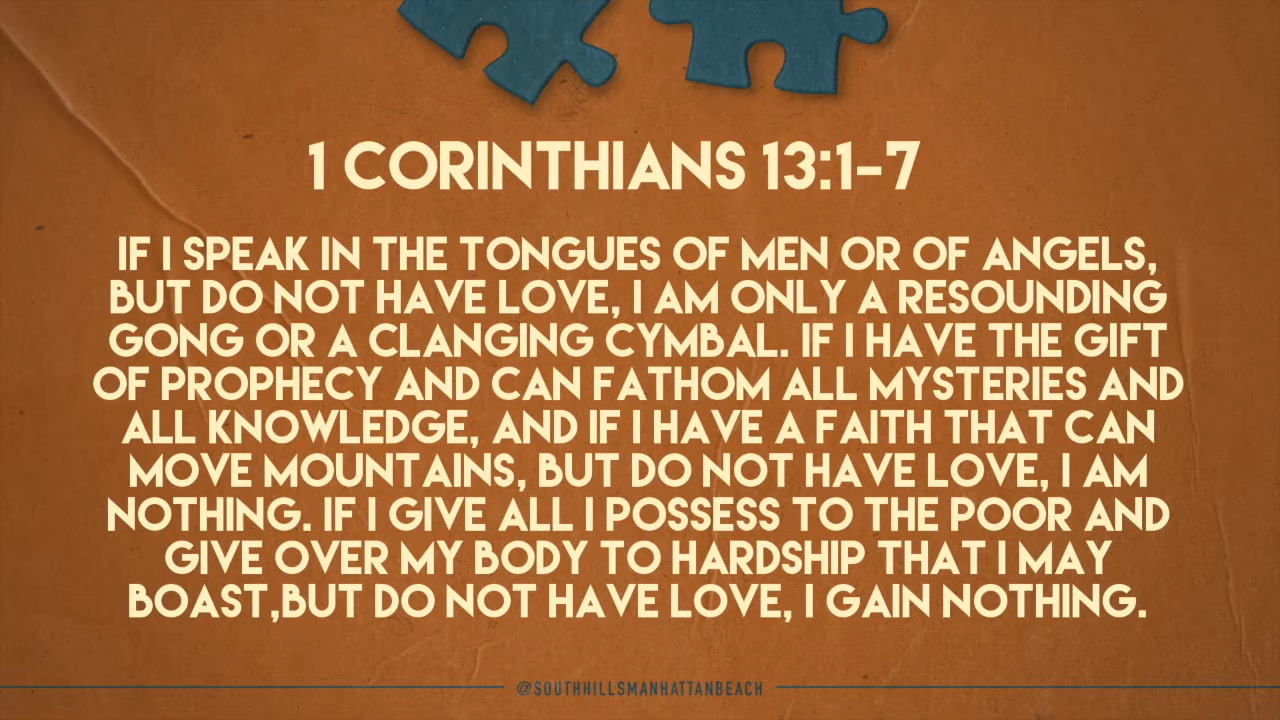 1 CORINTHIANS 13:1-7
IF I SPEAK IN THE TONGUES OF MEN OR OF ANGELS,
BUT DO NOT HAVE LOVE, I AM ONLY A RESOUNDING
GONG OR A CLANGING CYMBAL. IF I HAVE THE GIFT
OF PROPHECY AND CAN FATHOM ALL MYSTERIES AND
ALL KNOWLEDGE, AND IF I HAVE A FAITH THAT CAN
MOVE MOUNTAINS, BUT DO NOT HAVE LOVE, I AM
NOTHING. IF I GIVE ALL I POSSESS TO THE POOR AND
GIVE OVER MY BODY TO HARDSHIP THAT I MAY
BOAST,BUT DO NOT HAVE LOVE, I GAIN NOTHING.
@SOUTHHILLSMANHATTANBEACH